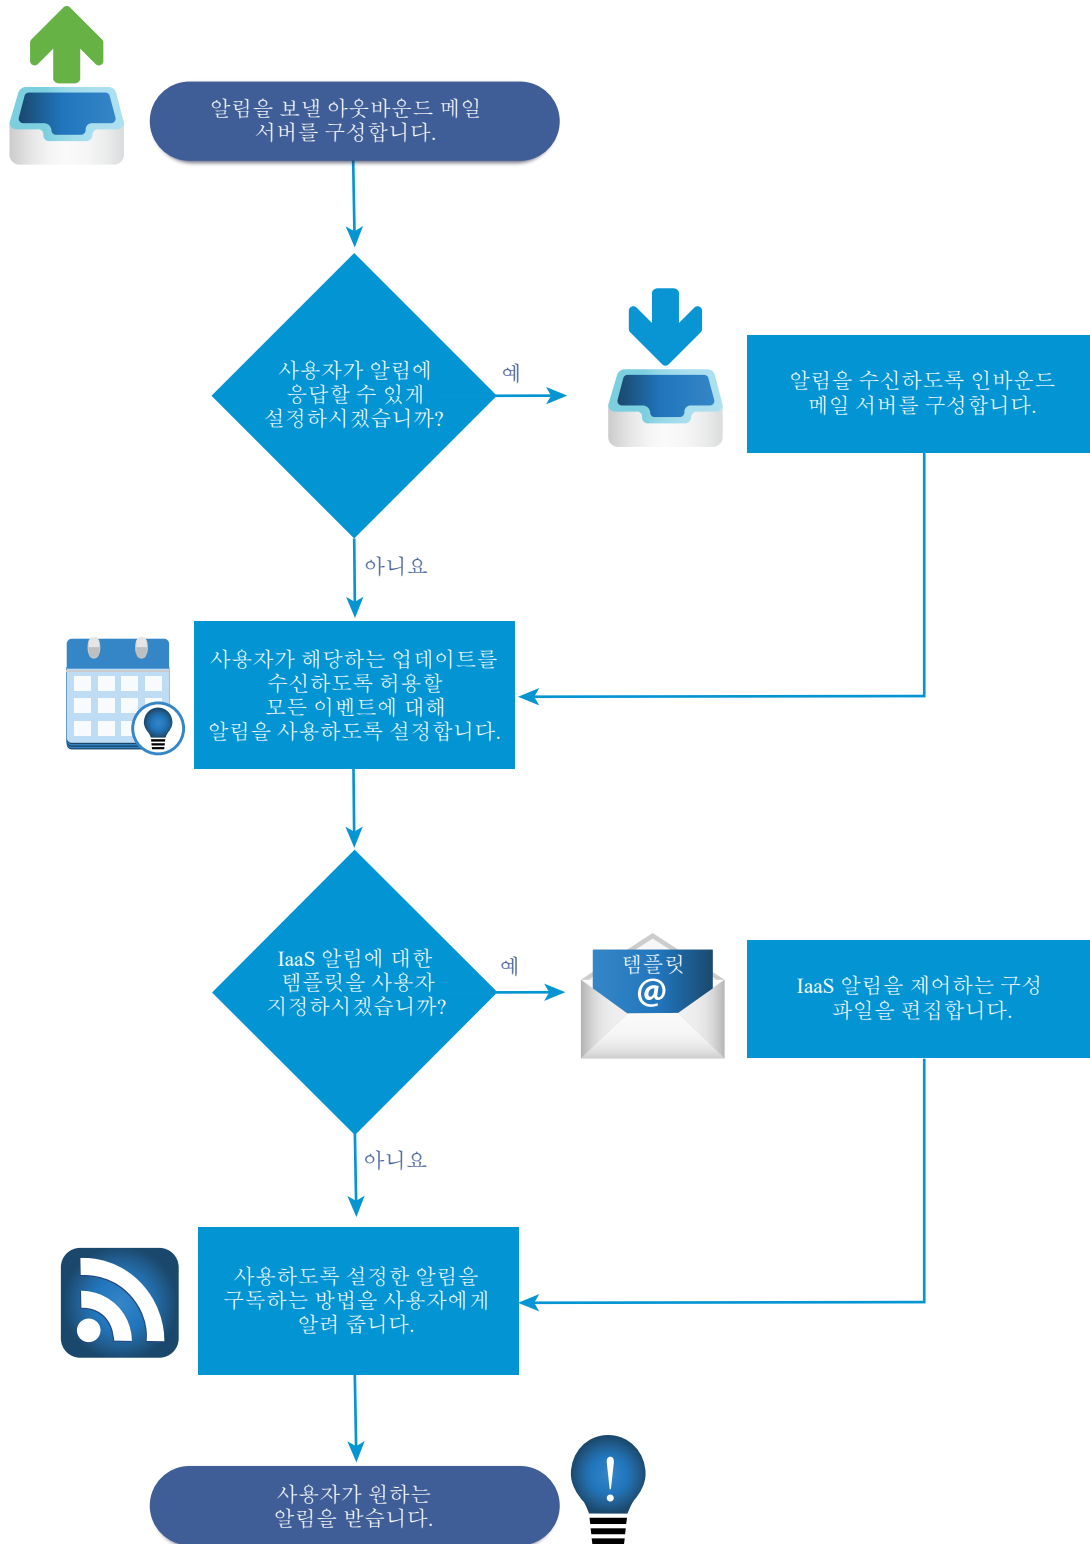 알림을 보낼 아웃바운드 메일
서버를 구성합니다.
사용자가 알림에
응답할 수 있게
설정하시겠습니까?
예
알림을 수신하도록 인바운드
메일 서버를 구성합니다.
아니요
사용자가 해당하는 업데이트를
수신하도록 허용할
모든 이벤트에 대해
알림을 사용하도록 설정합니다.
IaaS 알림에 대한
템플릿을 사용자
지정하시겠습니까?
예
템플릿
@
IaaS 알림을 제어하는 구성
파일을 편집합니다.
아니요
사용하도록 설정한 알림을
구독하는 방법을 사용자에게
알려 줍니다.
사용자가 원하는
알림을 받습니다.
!